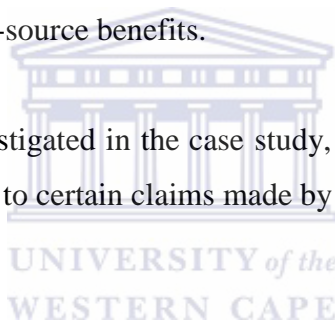 -source benefits.
stigated in the case study,
to certain claims made by
UNIVERSITY of the
WESTERN CAPE